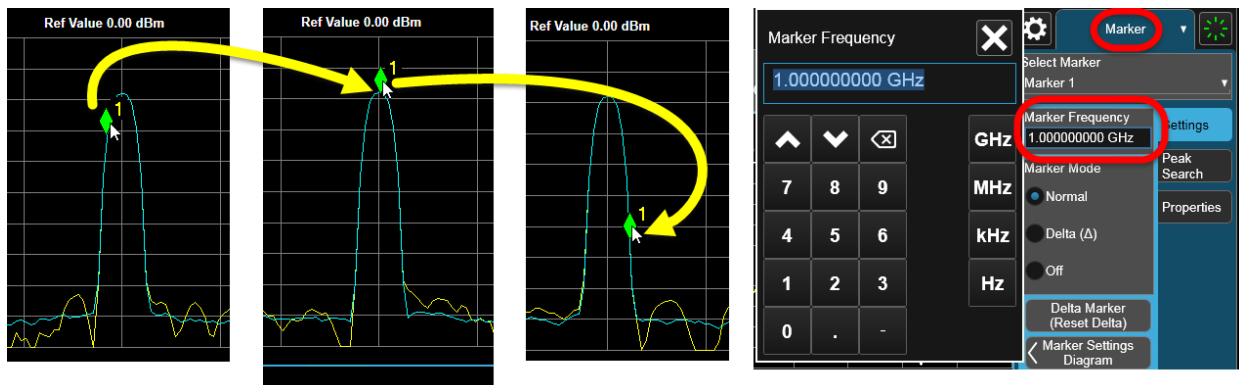 Ref Value 0.00 dBm
1
Ref Value 0.00 dBm
1
Ref Value 0.00 dBm
1
Marker Frequency
1.000000000 GHz
GHz
7 8 9 MHz
4 5 6 kHz
1 2 3 Hz
0 . -
Marker
Select Marker
Marker 1
Marker Frequency
1.000000000 GHz
Settings
Marker Mode
Normal
Delta (Δ)
Off
Peak
Search
Properties
Delta Marker
(Reset Delta)
Marker Settings
Diagram